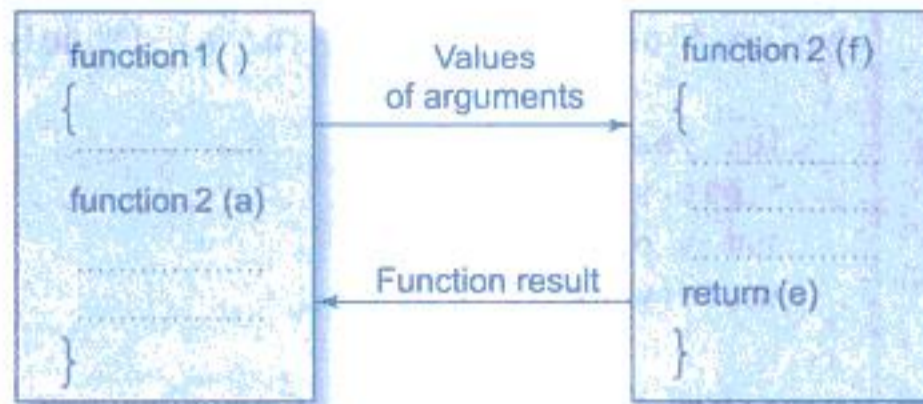 function 1 ( )
{
....................
function 2 (a)
....................
....................
}
Values
of arguments
Function result
function 2 (f)
{
....................
....................
....................
return (e)
}